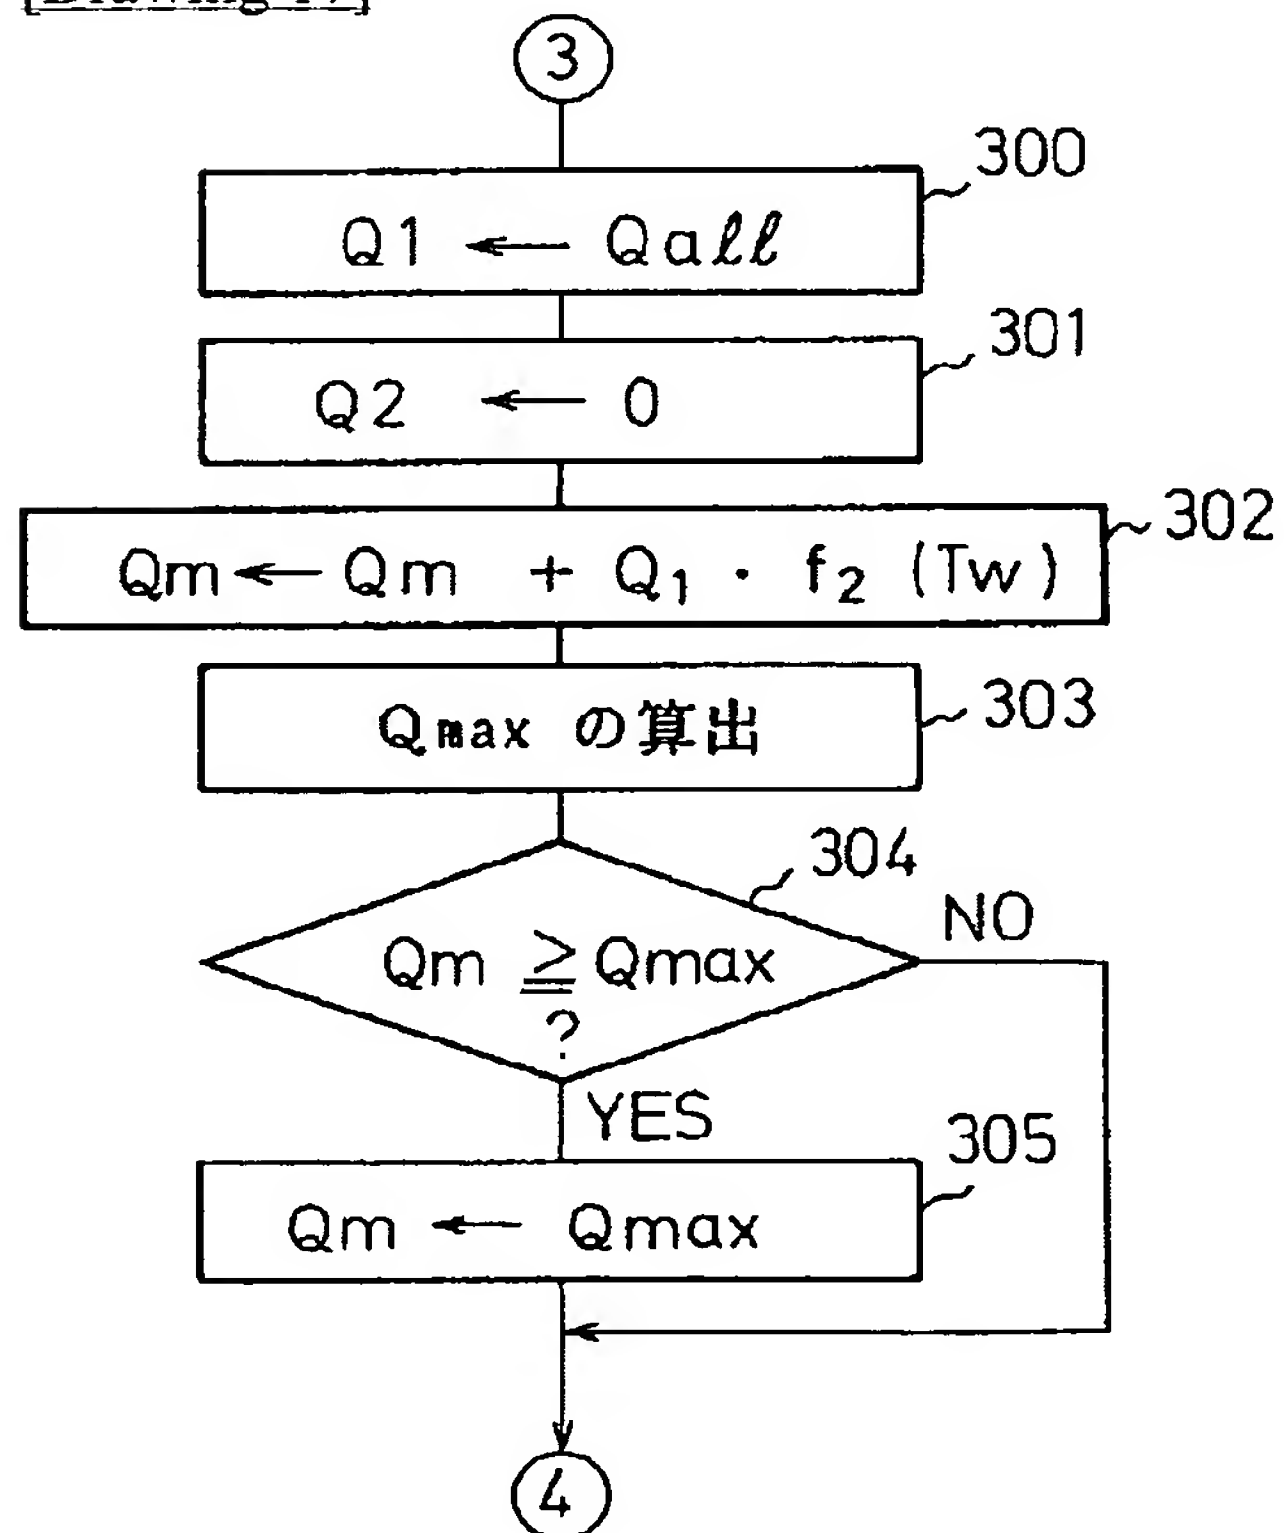 3
300
Q1 ← Qall
301
Q2 ← 0
302
Qm ← Qm + Q₁ · f₂ (Tw)
303
Qmax の算出
304
NO
Qm ≧ Qmax
?
YES
305
Qm ← Qmax
4